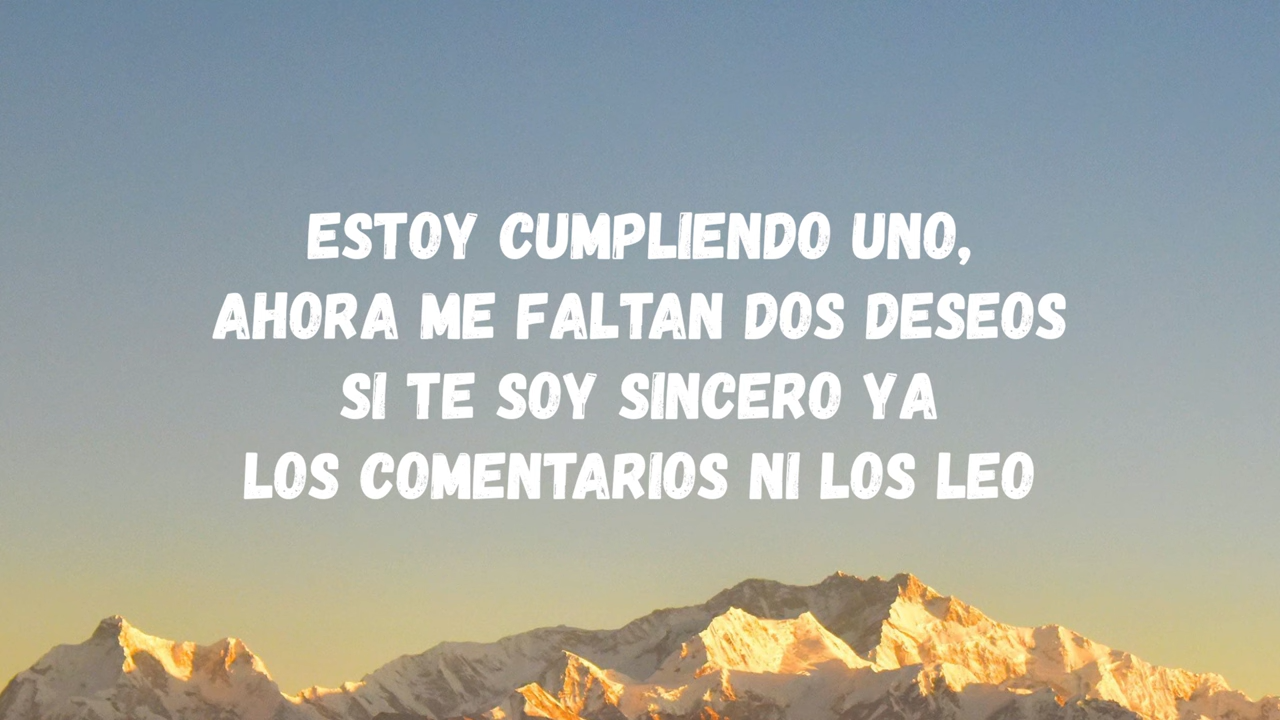 ESTOY CUMPLIENDO UNO,
AHORA ME FALTAN DOS DESEOS
SI TE SOY SINCERO YA
LOS COMENTARIOS NI LOS LEO